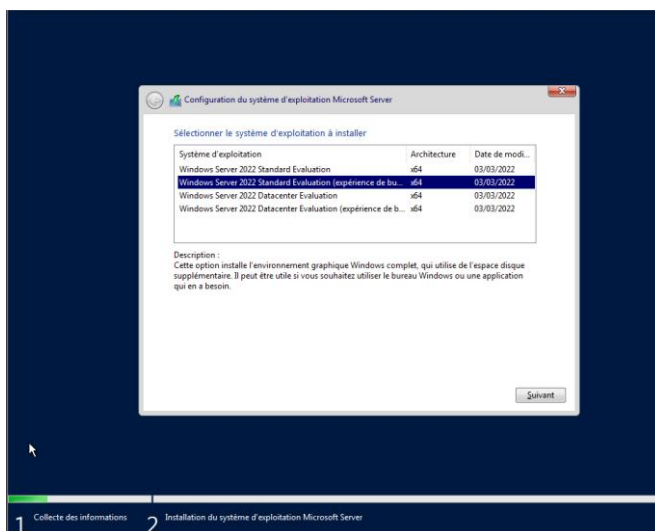 Configuration du système d'exploitation Microsoft Server
Sélectionner le système d'exploitation à installer
Système d'exploitation Architecture Date de modi...
Windows Server 2022 Standard Evaluation x64 03/03/2022
Windows Server 2022 Standard Evaluation (expérience de bu... x64 03/03/2022
Windows Server 2022 Datacenter Evaluation x64 03/03/2022
Windows Server 2022 Datacenter Evaluation (expérience de b... x64 03/03/2022
Description :
Cette option installe l'environnement graphique Windows complet, qui utilise de l'espace disque
supplémentaire. Il peut être utile si vous souhaitez utiliser le bureau Windows ou une application
qui en a besoin.
Suivant
1 Collecte des informations 2 Installation du système d'exploitation Microsoft Server